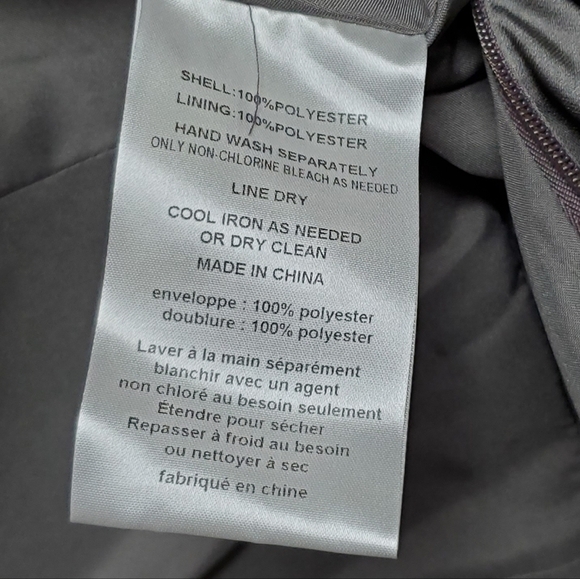 SHELL:100%POLYESTER
LINING:100%POLYESTER
HAND WASH SEPARATELY
ONLY NON-CHLORINE BLEACH AS NEEDED
LINE DRY
COOL IRON AS NEEDED
OR DRY CLEAN
MADE IN CHINA
enveloppe : 100% polyester
doublure : 100% polyester
Laver à la main séparément
blanchir avec un agent
non chloré au besoin seulement
Étendre pour sécher
Repasser à froid au besoin
ou nettoyer à sec
fabriqué en chine